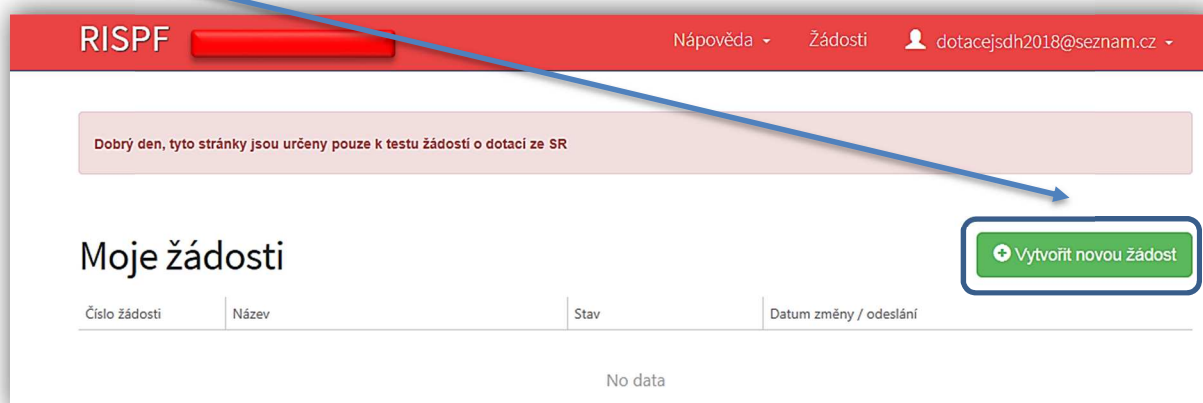 RISPF
Nápověda Žádosti dotacejsdh2018@seznam.cz
Dobrý den, tyto stránky jsou určeny pouze k testu žádostí o dotací ze SR
Moje žádosti
Vytvořit novou žádost
Číslo žádosti Název Stav Datum změny / odeslání
No data